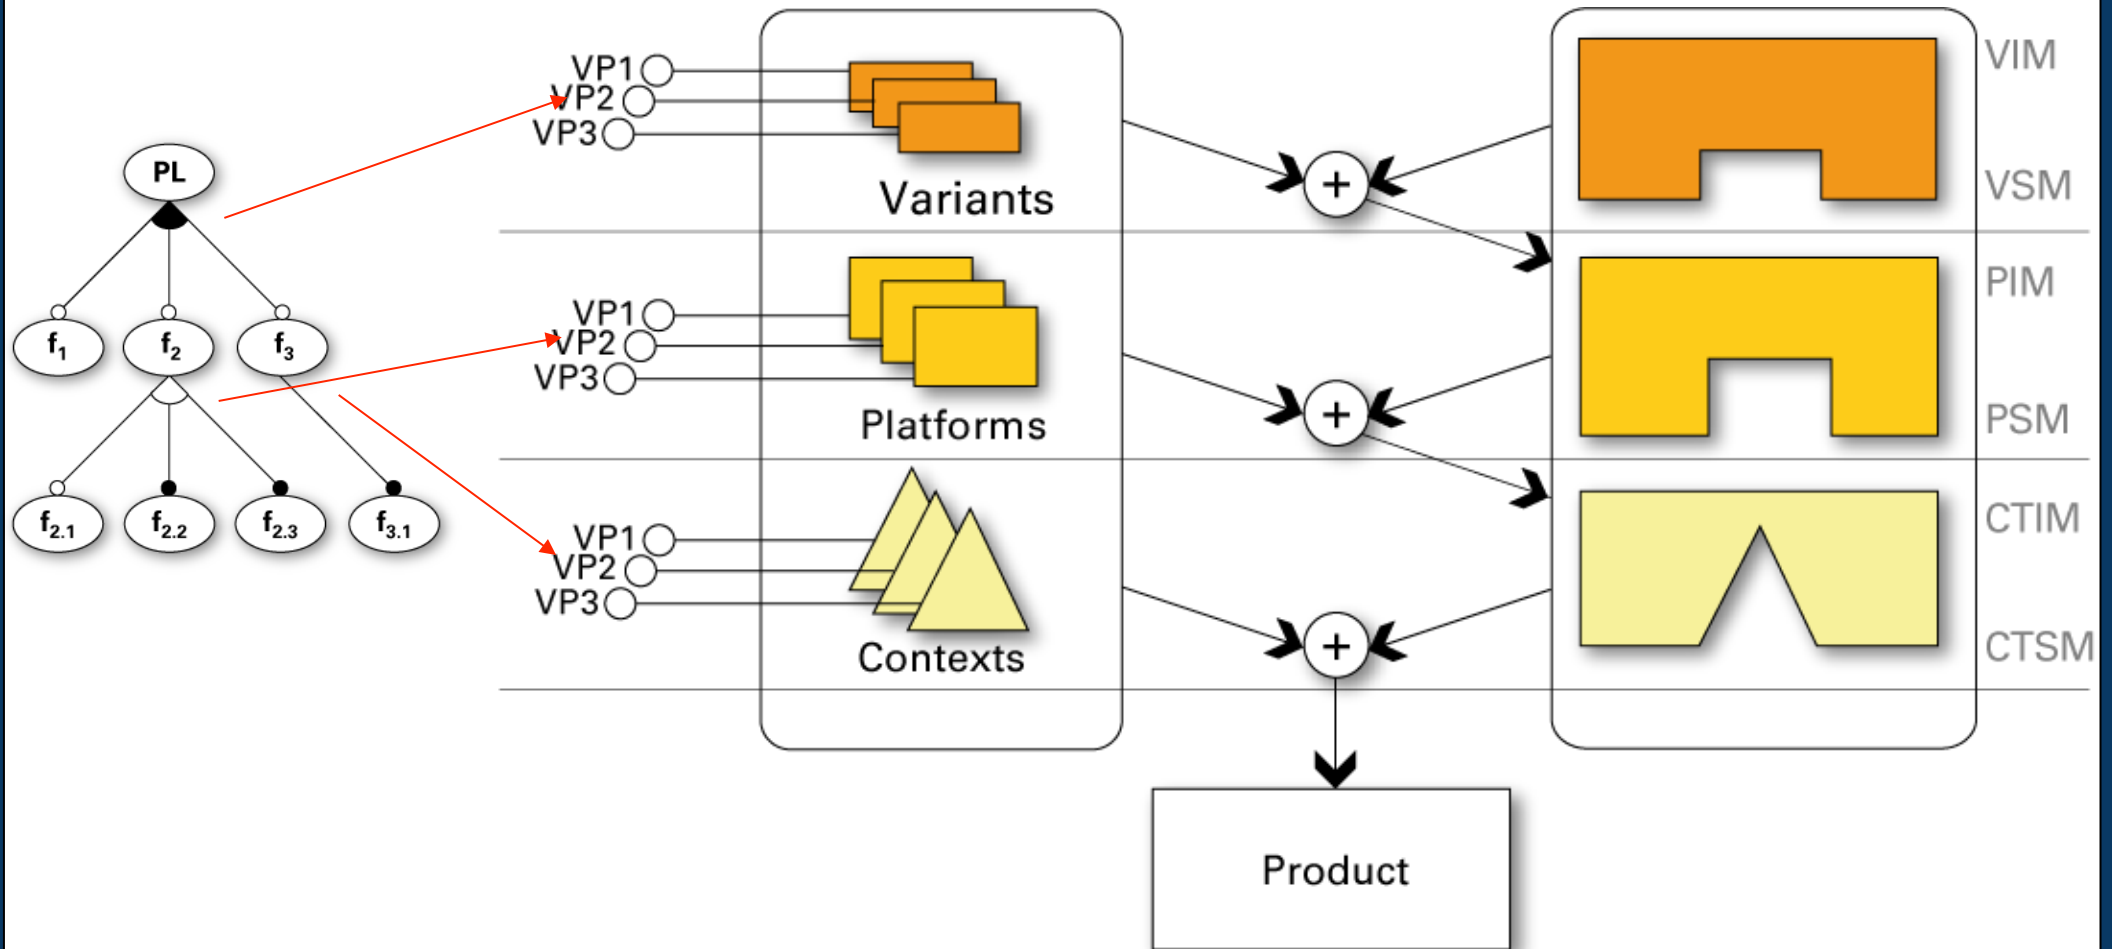 PL
f1
f2
f3
f2.1
f2.2
f2.3
f3.1
VP1
VP2
VP3
Variants
VP1
VP2
VP3
Platforms
VP1
VP2
VP3
Contexts
+
+
+
Product
VIM
VSM
PIM
PSM
CTIM
CTSM